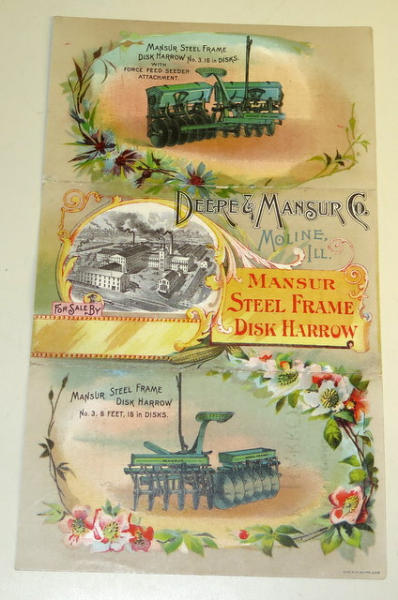 MANSUR STEEL FRAME
DISK HARROW No. 3. 16 in DISKS.
WITH
FORCE FEED SEEDER
ATTACHMENT.
DEERE & MANSUR CO.
MOLINE,
ILL.
MANSUR
STEEL FRAME
DISK HARROW
FOR SALE BY
MANSUR STEEL FRAME
DISK HARROW
No. 3, 8 FEET, 18 in DISKS.
MANSUR